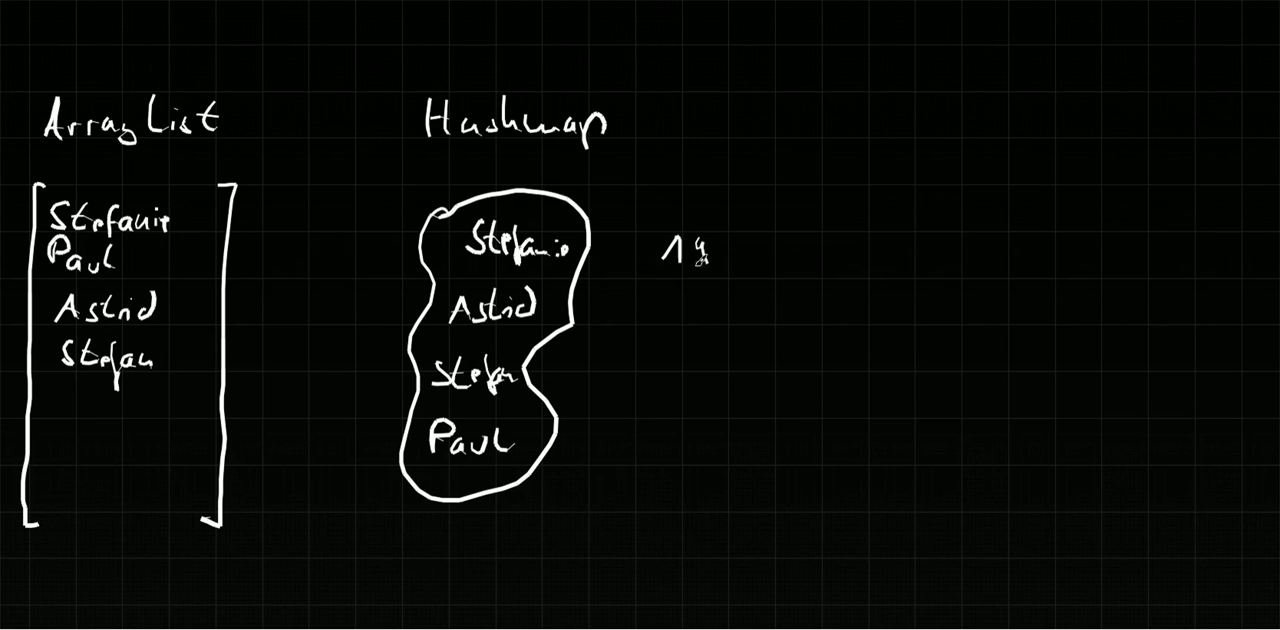 ArrayList
Stefanie
Paul
Astrid
Stefan
Hashmap
Stefanie
Astrid
Stefan
Paul